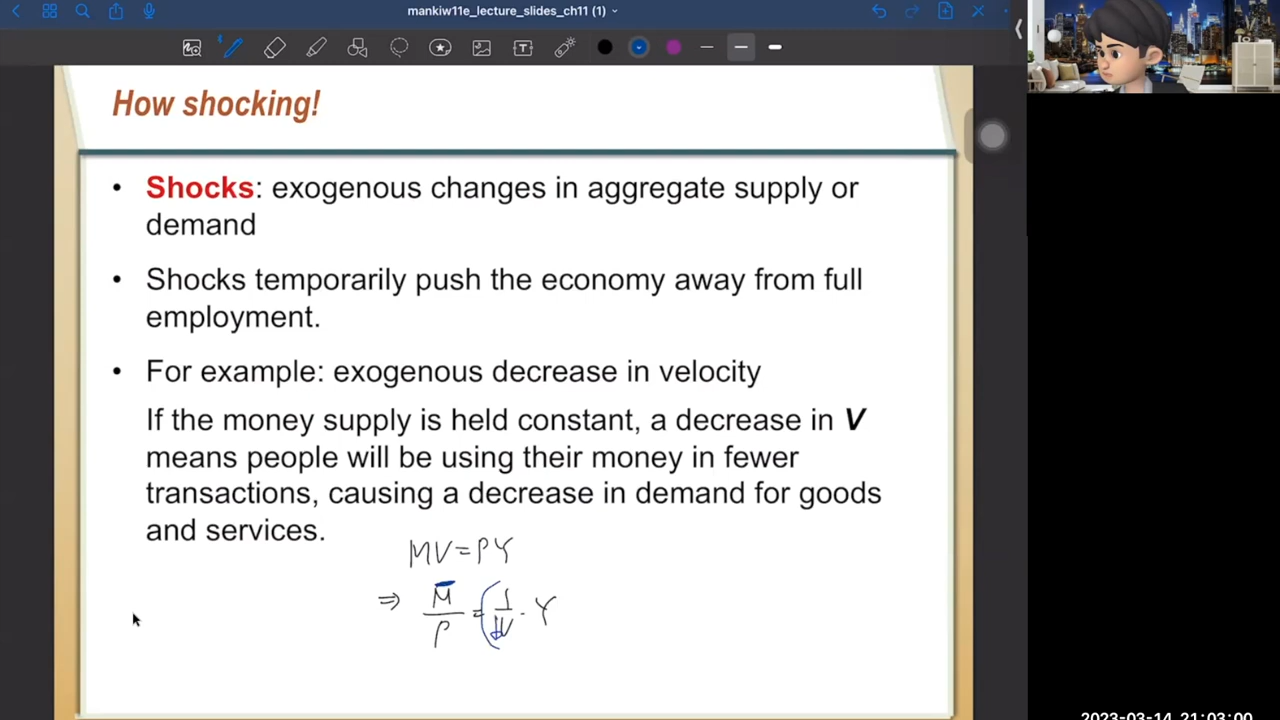 mankiw11e_lecture_slides_ch11 (1)
How shocking!
• Shocks: exogenous changes in aggregate supply or
demand
• Shocks temporarily push the economy away from full
employment.
• For example: exogenous decrease in velocity
If the money supply is held constant, a decrease in V
means people will be using their money in fewer
transactions, causing a decrease in demand for goods
and services.
MV=PY
⇒ M̅/P = (1/↓V · Y
2023-03-14 21:03:00